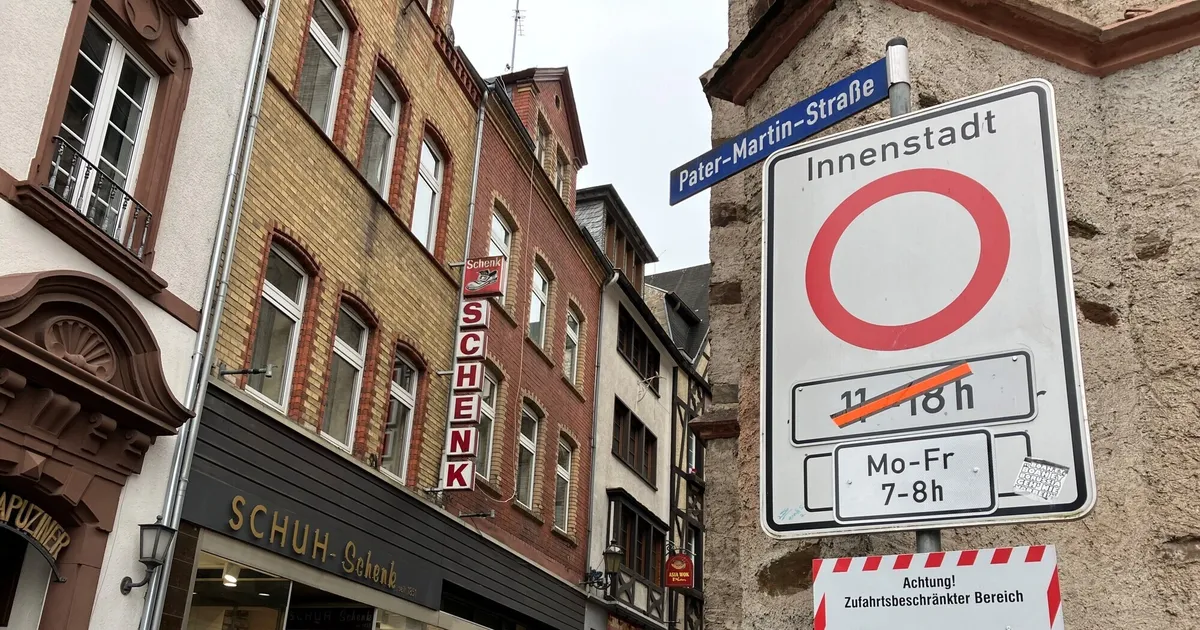 Pater-Martin-Straße
Innenstadt
11-18 h
Mo-Fr
7-8h
Achtung!
Zufahrtsbeschränkter Bereich
Schenk
SCHENK
SCHUH-Schenk
KAPUZINER
ASIA WOK